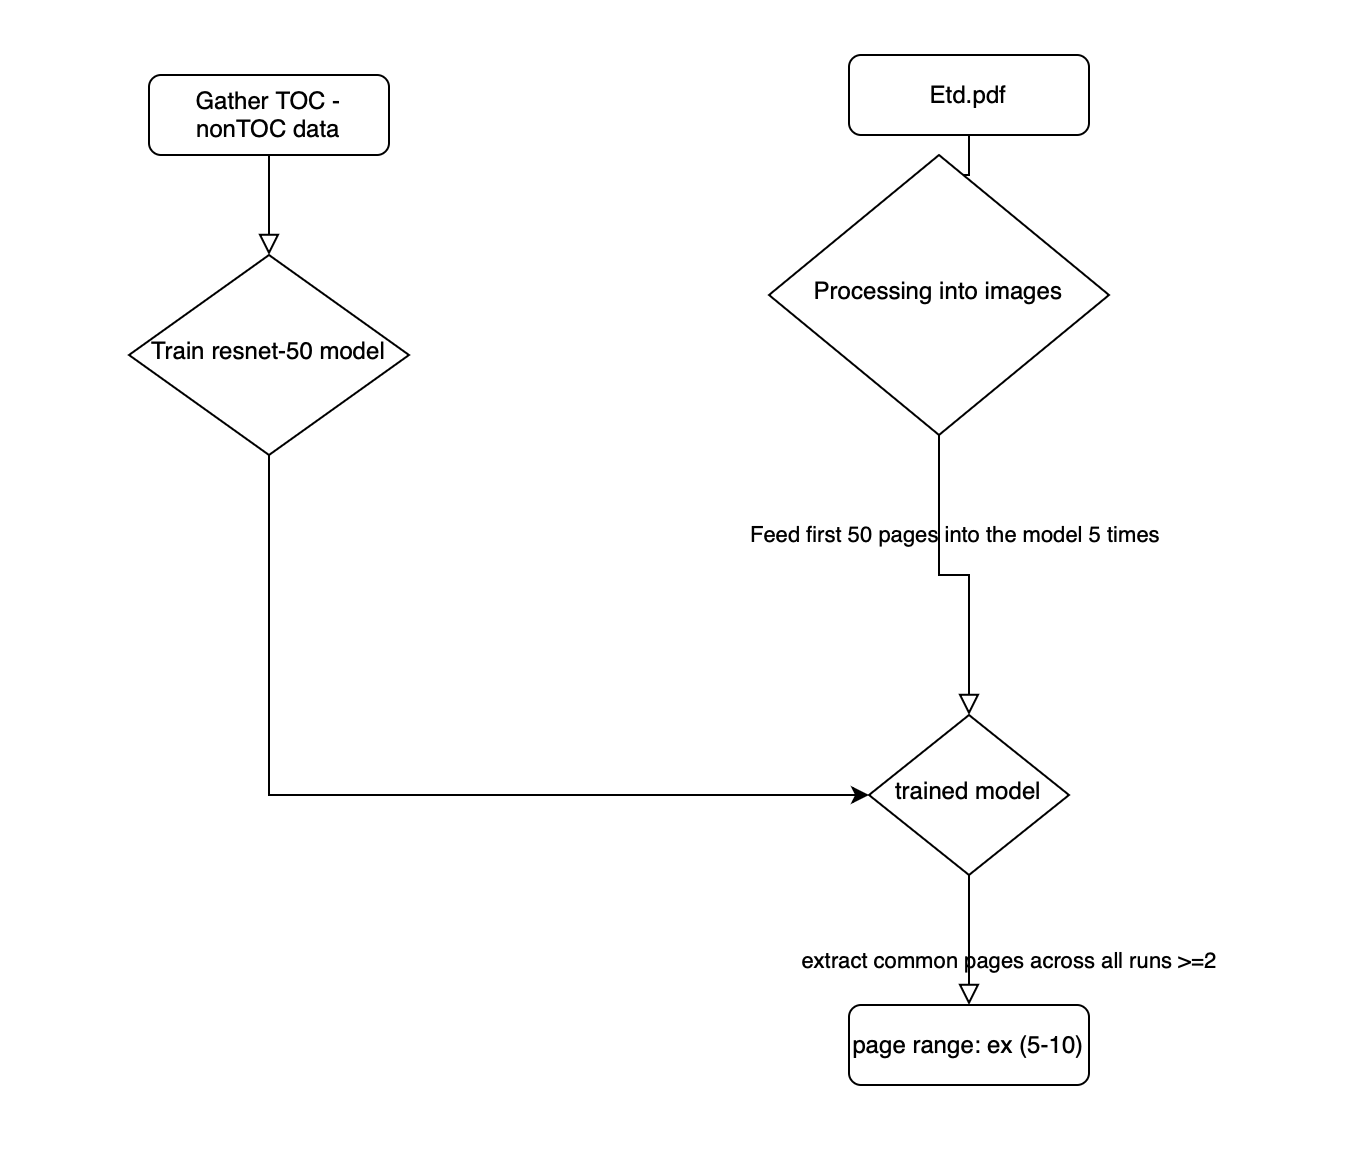 Gather TOC -
nonTOC data
Train resnet-50 model
Etd.pdf
Processing into images
Feed first 50 pages into the model 5 times
trained model
extract common pages across all runs >=2
page range: ex (5-10)